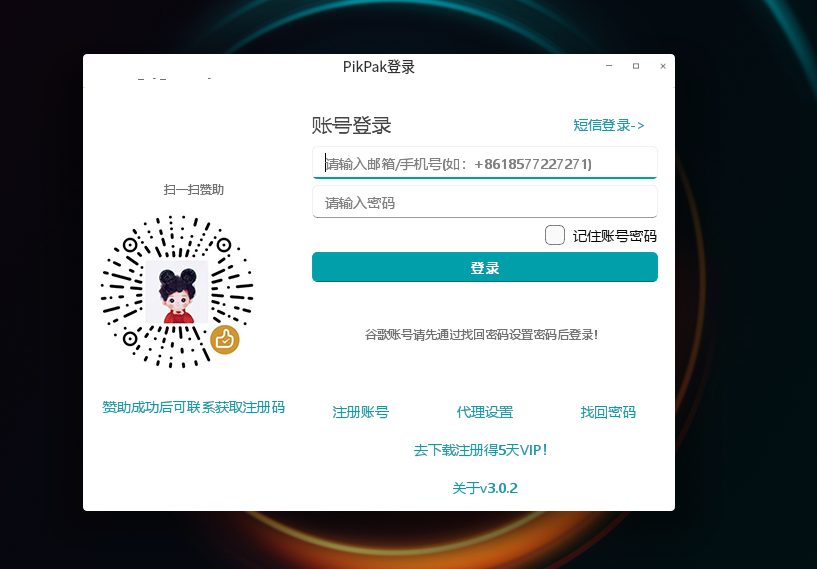 PikPak登录
账号登录
短信登录->
请输入邮箱/手机号(如：+8618577227271)
扫一扫赞助
请输入密码
记住账号密码
登录
谷歌账号请先通过找回密码设置密码后登录!
赞助成功后可联系获取注册码
注册账号
代理设置
找回密码
去下载注册得5天VIP!
关于v3.0.2